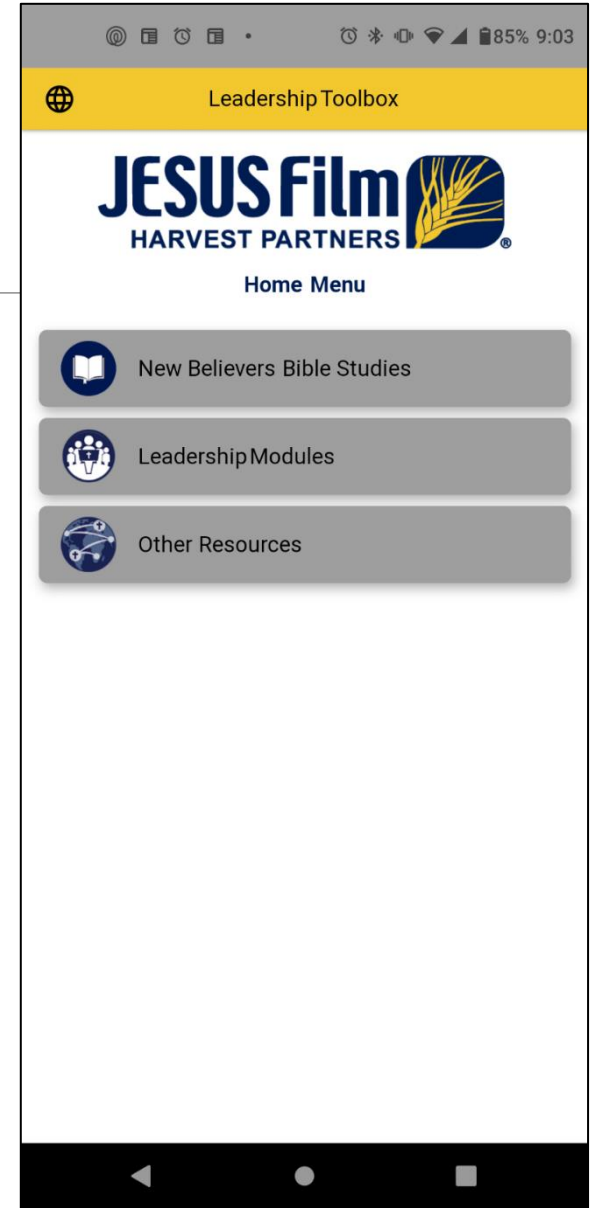 85% 9:03
Leadership Toolbox
JESUS Film
HARVEST PARTNERS ®
Home Menu
New Believers Bible Studies
Leadership Modules
Other Resources